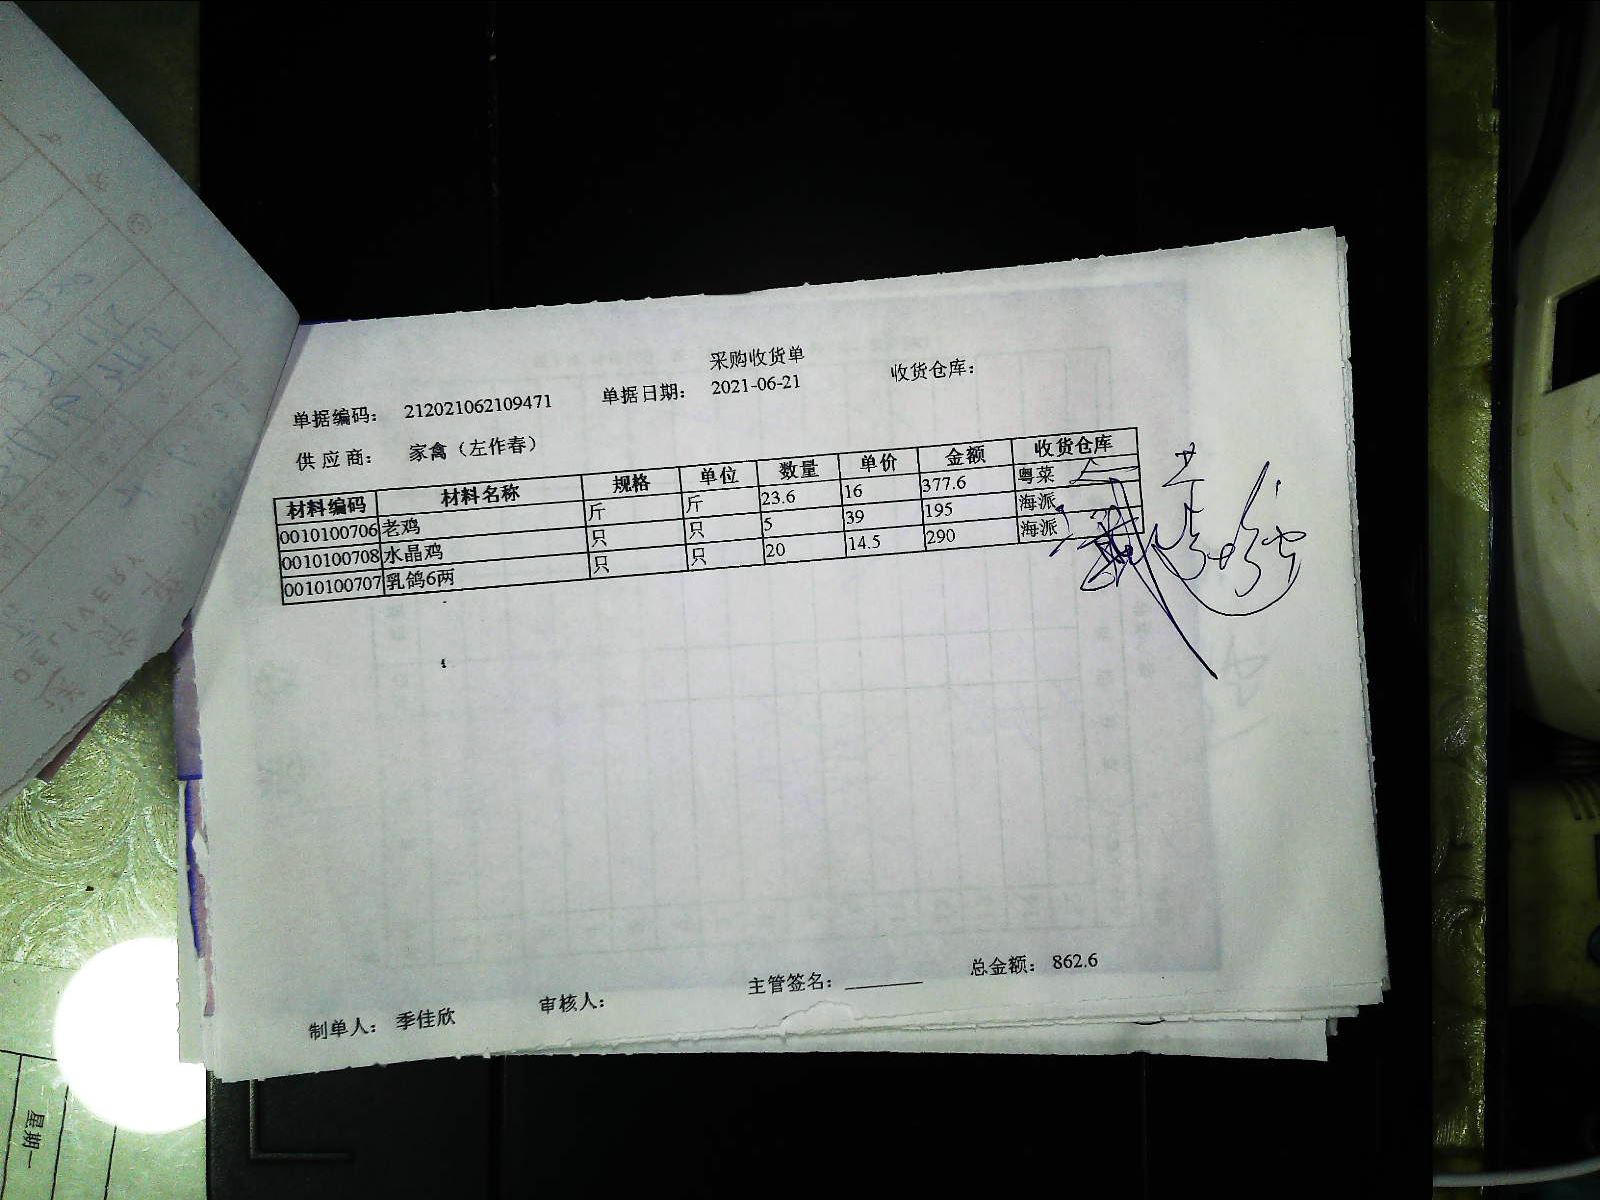 采购收货单
单据编码： 212021062109471 单据日期： 2021-06-21 收货仓库：
供 应 商： 家禽（左作春）
材料编码 材料名称 规格 单位 数量 单价 金额 收货仓库
0010100706 老鸡 斤 斤 23.6 16 377.6 粤菜
0010100708 水晶鸡 只 只 5 39 195 海派
0010100707 乳鸽6两 只 只 20 14.5 290 海派
制单人： 季佳欣 审核人： 主管签名： 总金额： 862.6
星期一